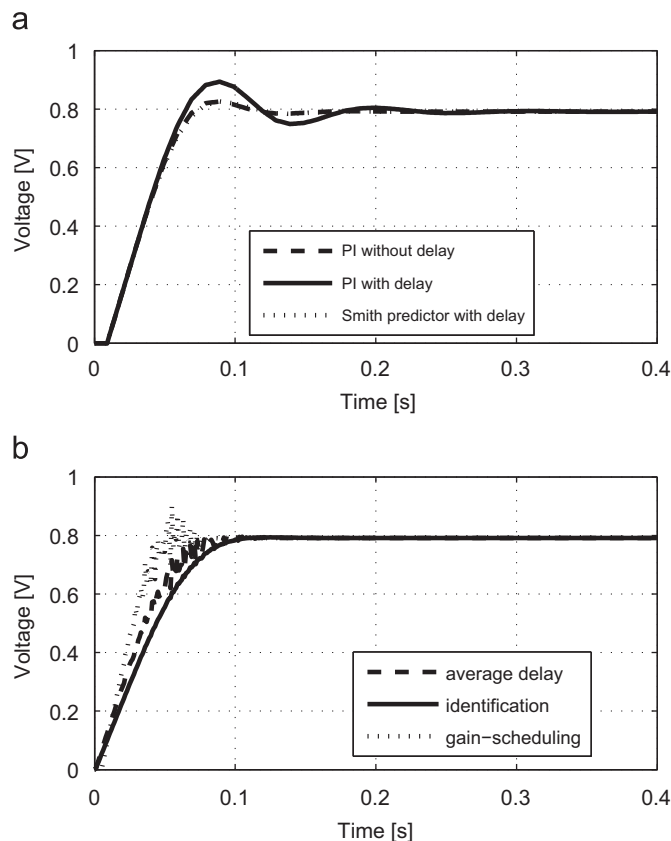 a
1
0.8
0.6
0.4
0.2
0
Voltage [V]
PI without delay
PI with delay
Smith predictor with delay
0 0.1 0.2 0.3 0.4
Time [s]
b
1
0.8
0.6
0.4
0.2
0
Voltage [V]
average delay
identification
gain-scheduling
0 0.1 0.2 0.3 0.4
Time [s]